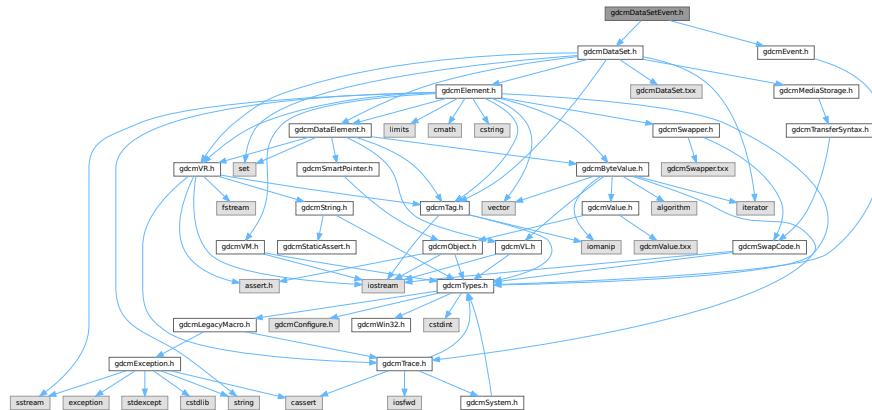 gdcmDataSetEvent.h
gdcmDataSet.h
gdcmEvent.h
gdcmElement.h
gdcmDataSet.txx
gdcmMediaStorage.h
gdcmDataElement.h
limits
cmath
cstring
gdcmSwapper.h
gdcmTransferSyntax.h
gdcmVR.h
set
gdcmSmartPointer.h
gdcmByteValue.h
gdcmSwapper.txx
fstream
gdcmString.h
gdcmTag.h
vector
gdcmValue.h
algorithm
iterator
gdcmVM.h
gdcmStaticAssert.h
gdcmObject.h
gdcmVL.h
iomanip
gdcmValue.txx
gdcmSwapCode.h
assert.h
iostream
gdcmTypes.h
gdcmLegacyMacro.h
gdcmConfigure.h
gdcmWin32.h
cstdint
gdcmException.h
gdcmTrace.h
sstream
exception
stdexcept
cstdlib
string
cassert
iosfwd
gdcmSystem.h